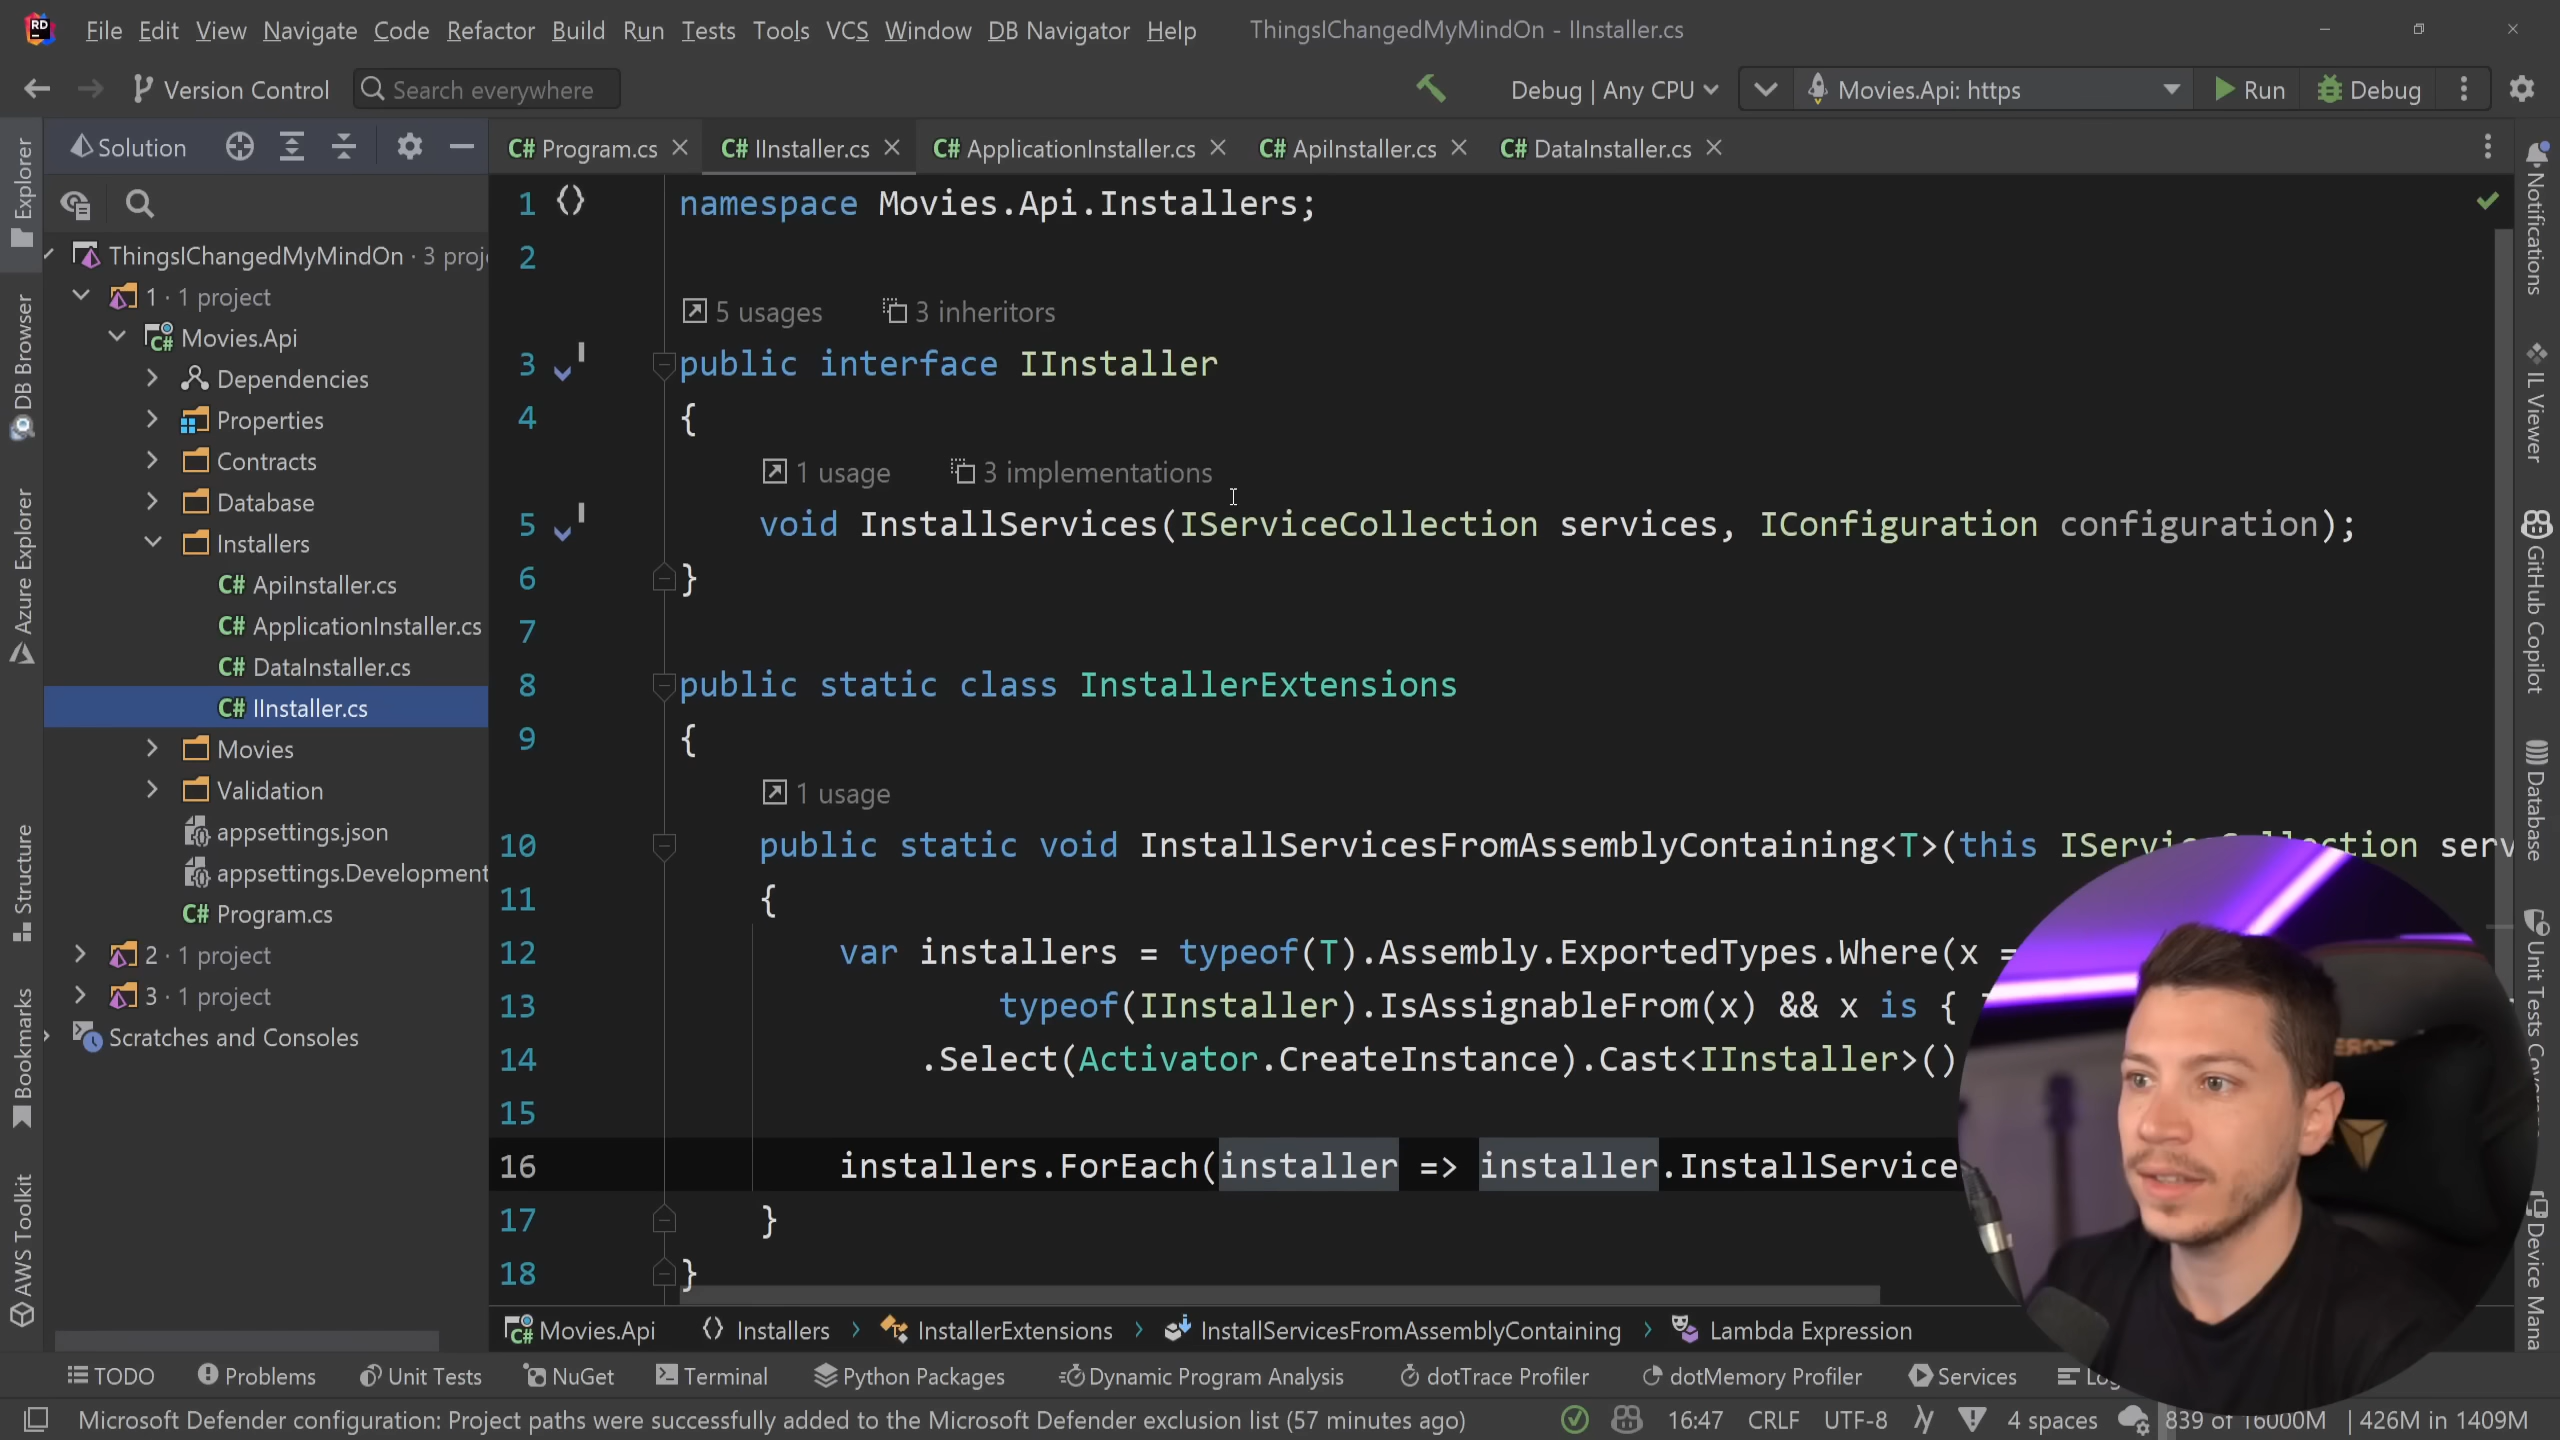 File Edit View Navigate Code Refactor Build Run Tests Tools VCS Window DB Navigator Help ThingsIChangedMyMindOn - IInstaller.cs
Version Control Search everywhere Debug | Any CPU Movies.Api: https Run Debug
Solution
C# Program.cs C# IInstaller.cs C# ApplicationInstaller.cs C# ApiInstaller.cs C# DataInstaller.cs
ThingsIChangedMyMindOn · 3 proj
1 · 1 project
Movies.Api
Dependencies
Properties
Contracts
Database
Installers
C# ApiInstaller.cs
C# ApplicationInstaller.cs
C# DataInstaller.cs
C# IInstaller.cs
Movies
Validation
appsettings.json
appsettings.Development
C# Program.cs
2 · 1 project
3 · 1 project
Scratches and Consoles
1 namespace Movies.Api.Installers;
2
5 usages 3 inheritors
3 public interface IInstaller
4 {
1 usage 3 implementations
5 void InstallServices(IServiceCollection services, IConfiguration configuration);
6 }
7
8 public static class InstallerExtensions
9 {
1 usage
10 public static void InstallServicesFromAssemblyContaining<T>(this IServiceCollection serv
11 {
12 var installers = typeof(T).Assembly.ExportedTypes.Where(x =
13 typeof(IInstaller).IsAssignableFrom(x) && x is {
14 .Select(Activator.CreateInstance).Cast<IInstaller>()
15
16 installers.ForEach(installer => installer.InstallService
17 }
18 }
Movies.Api Installers InstallerExtensions InstallServicesFromAssemblyContaining Lambda Expression
TODO Problems Unit Tests NuGet Terminal Python Packages Dynamic Program Analysis dotTrace Profiler dotMemory Profiler Services
Microsoft Defender configuration: Project paths were successfully added to the Microsoft Defender exclusion list (57 minutes ago) 16:47 CRLF UTF-8 4 spaces 839 of 16000M | 426M in 1409M
Explorer
DB Browser
Azure Explorer
Structure
Bookmarks
AWS Toolkit
Notifications
IL Viewer
GitHub Copilot
Database
Unit Tests Cove
Device Mana